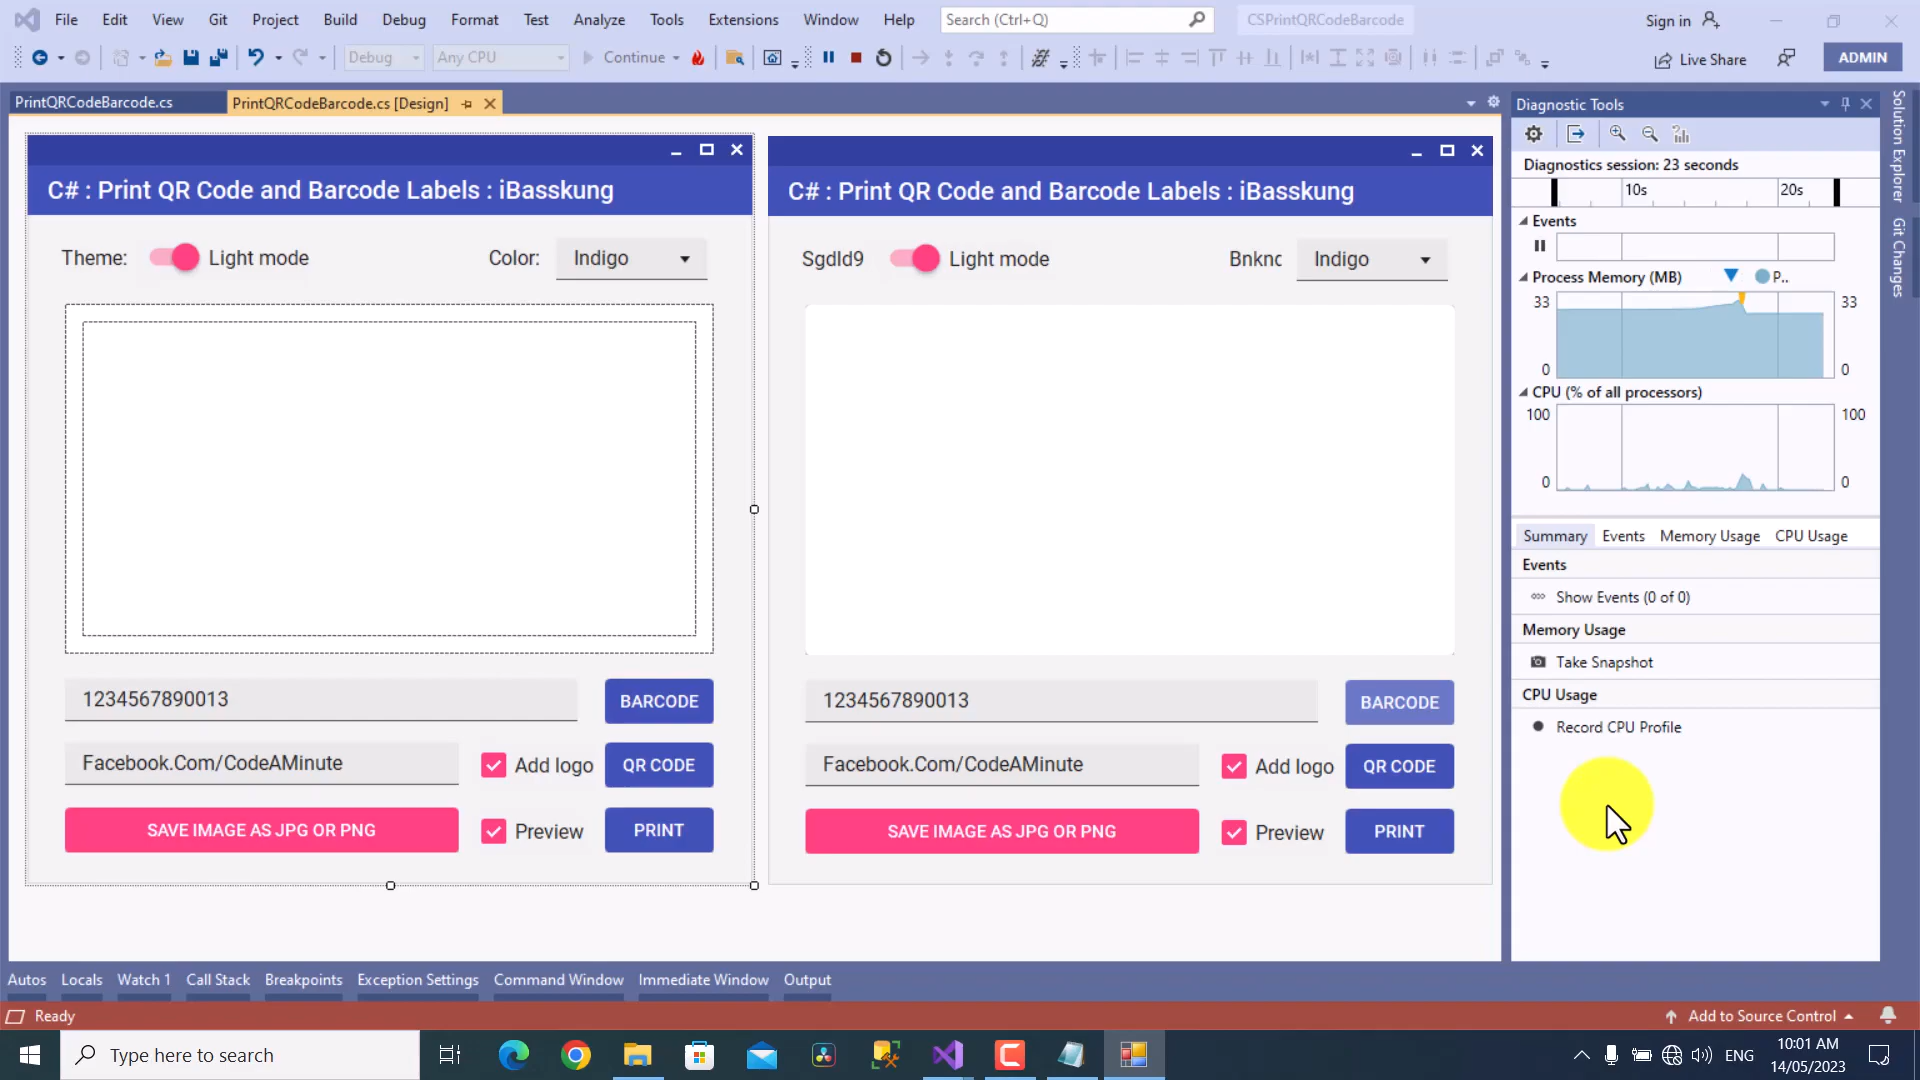 File Edit View Git Project Build Debug Format Test Analyze Tools Extensions Window Help Search (Ctrl+Q) CSPrintQRCodeBarcode Sign in
Debug Any CPU Continue Live Share ADMIN
PrintQRCodeBarcode.cs PrintQRCodeBarcode.cs [Design]
C# : Print QR Code and Barcode Labels : iBasskung
Theme: Light mode Color: Indigo
1234567890013 BARCODE
Facebook.Com/CodeAMinute Add logo QR CODE
SAVE IMAGE AS JPG OR PNG Preview PRINT
C# : Print QR Code and Barcode Labels : iBasskung
Sgdld9 Light mode Bnknc Indigo
1234567890013 BARCODE
Facebook.Com/CodeAMinute Add logo QR CODE
SAVE IMAGE AS JPG OR PNG Preview PRINT
Diagnostic Tools
Diagnostics session: 23 seconds
10s 20s
Events
Process Memory (MB) P..
33 33
0 0
CPU (% of all processors)
100 100
0 0
Summary Events Memory Usage CPU Usage
Events
Show Events (0 of 0)
Memory Usage
Take Snapshot
CPU Usage
Record CPU Profile
Solution Explorer
Git Changes
Autos Locals Watch 1 Call Stack Breakpoints Exception Settings Command Window Immediate Window Output
Ready Add to Source Control
Type here to search ENG 10:01 AM
14/05/2023